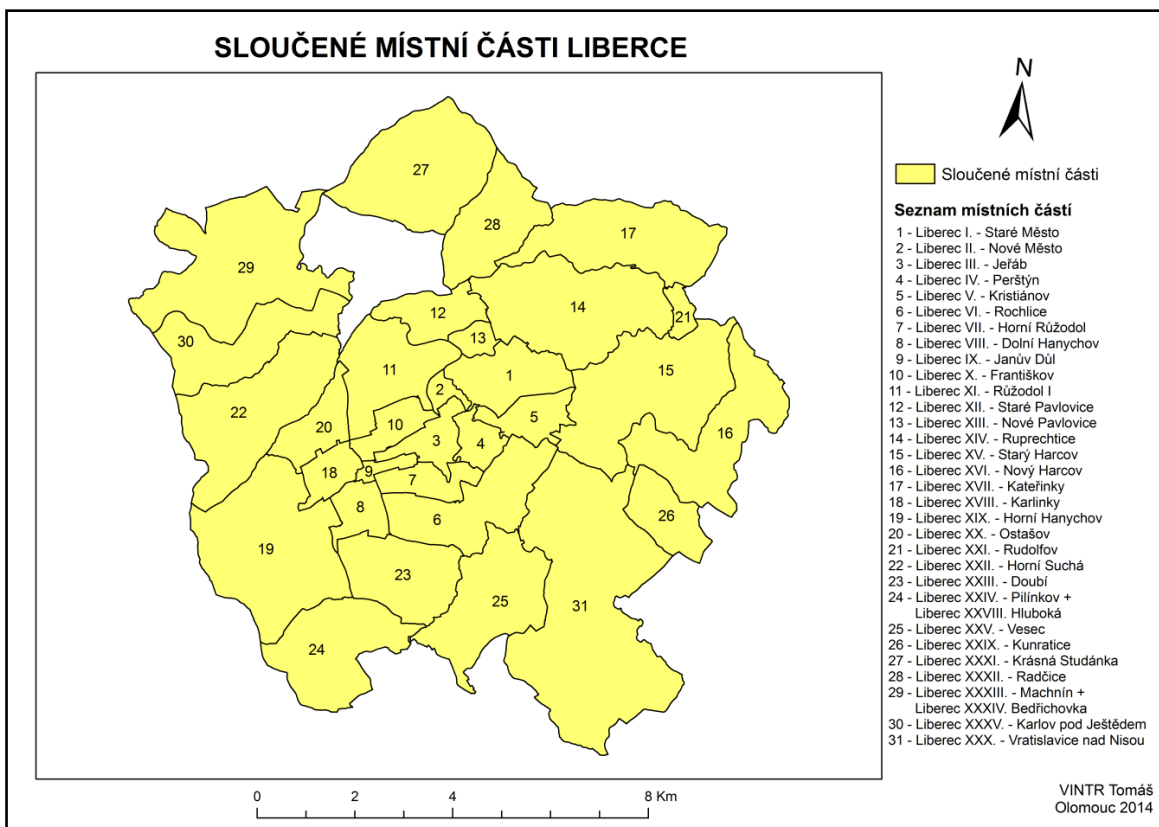 SLOUČENÉ MÍSTNÍ ČÁSTI LIBERCE
N
27
28
17
29
14
12
21
13
30
15
11
1
2
22
16
5
10
20
3
4
18
9
7
8
6
26
19
23
25
31
24
Sloučené místní části
Seznam místních částí
1 - Liberec I. - Staré Město
2 - Liberec II. - Nové Město
3 - Liberec III. - Jeřáb
4 - Liberec IV. - Perštýn
5 - Liberec V. - Kristiánov
6 - Liberec VI. - Rochlice
7 - Liberec VII. - Horní Růžodol
8 - Liberec VIII. - Dolní Hanychov
9 - Liberec IX. - Janův Důl
10 - Liberec X. - Františkov
11 - Liberec XI. - Růžodol I
12 - Liberec XII. - Staré Pavlovice
13 - Liberec XIII. - Nové Pavlovice
14 - Liberec XIV. - Ruprechtice
15 - Liberec XV. - Starý Harcov
16 - Liberec XVI. - Nový Harcov
17 - Liberec XVII. - Kateřinky
18 - Liberec XVIII. - Karlinky
19 - Liberec XIX. - Horní Hanychov
20 - Liberec XX. - Ostašov
21 - Liberec XXI. - Rudolfov
22 - Liberec XXII. - Horní Suchá
23 - Liberec XXIII. - Doubí
24 - Liberec XXIV. - Pilínkov +
Liberec XXVIII. Hluboká
25 - Liberec XXV. - Vesec
26 - Liberec XXIX. - Kunratice
27 - Liberec XXXI. - Krásná Studánka
28 - Liberec XXXII. - Radčice
29 - Liberec XXXIII. - Machnín +
Liberec XXXIV. Bedřichovka
30 - Liberec XXXV. - Karlov pod Ještědem
31 - Liberec XXX. - Vratislavice nad Nisou
0 2 4 8 Km
VINTR Tomáš
Olomouc 2014